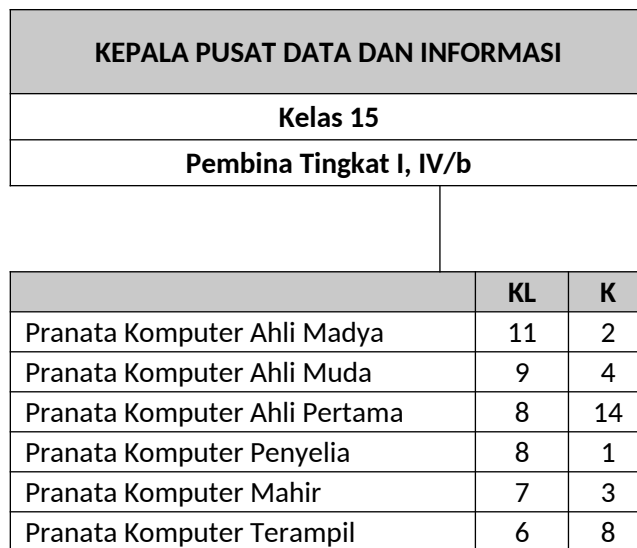 KEPALA PUSAT DATA DAN INFORMASI
Kelas 15
Pembina Tingkat I, IV/b
KL K
Pranata Komputer Ahli Madya 11 2
Pranata Komputer Ahli Muda 9 4
Pranata Komputer Ahli Pertama 8 14
Pranata Komputer Penyelia 8 1
Pranata Komputer Mahir 7 3
Pranata Komputer Terampil 6 8